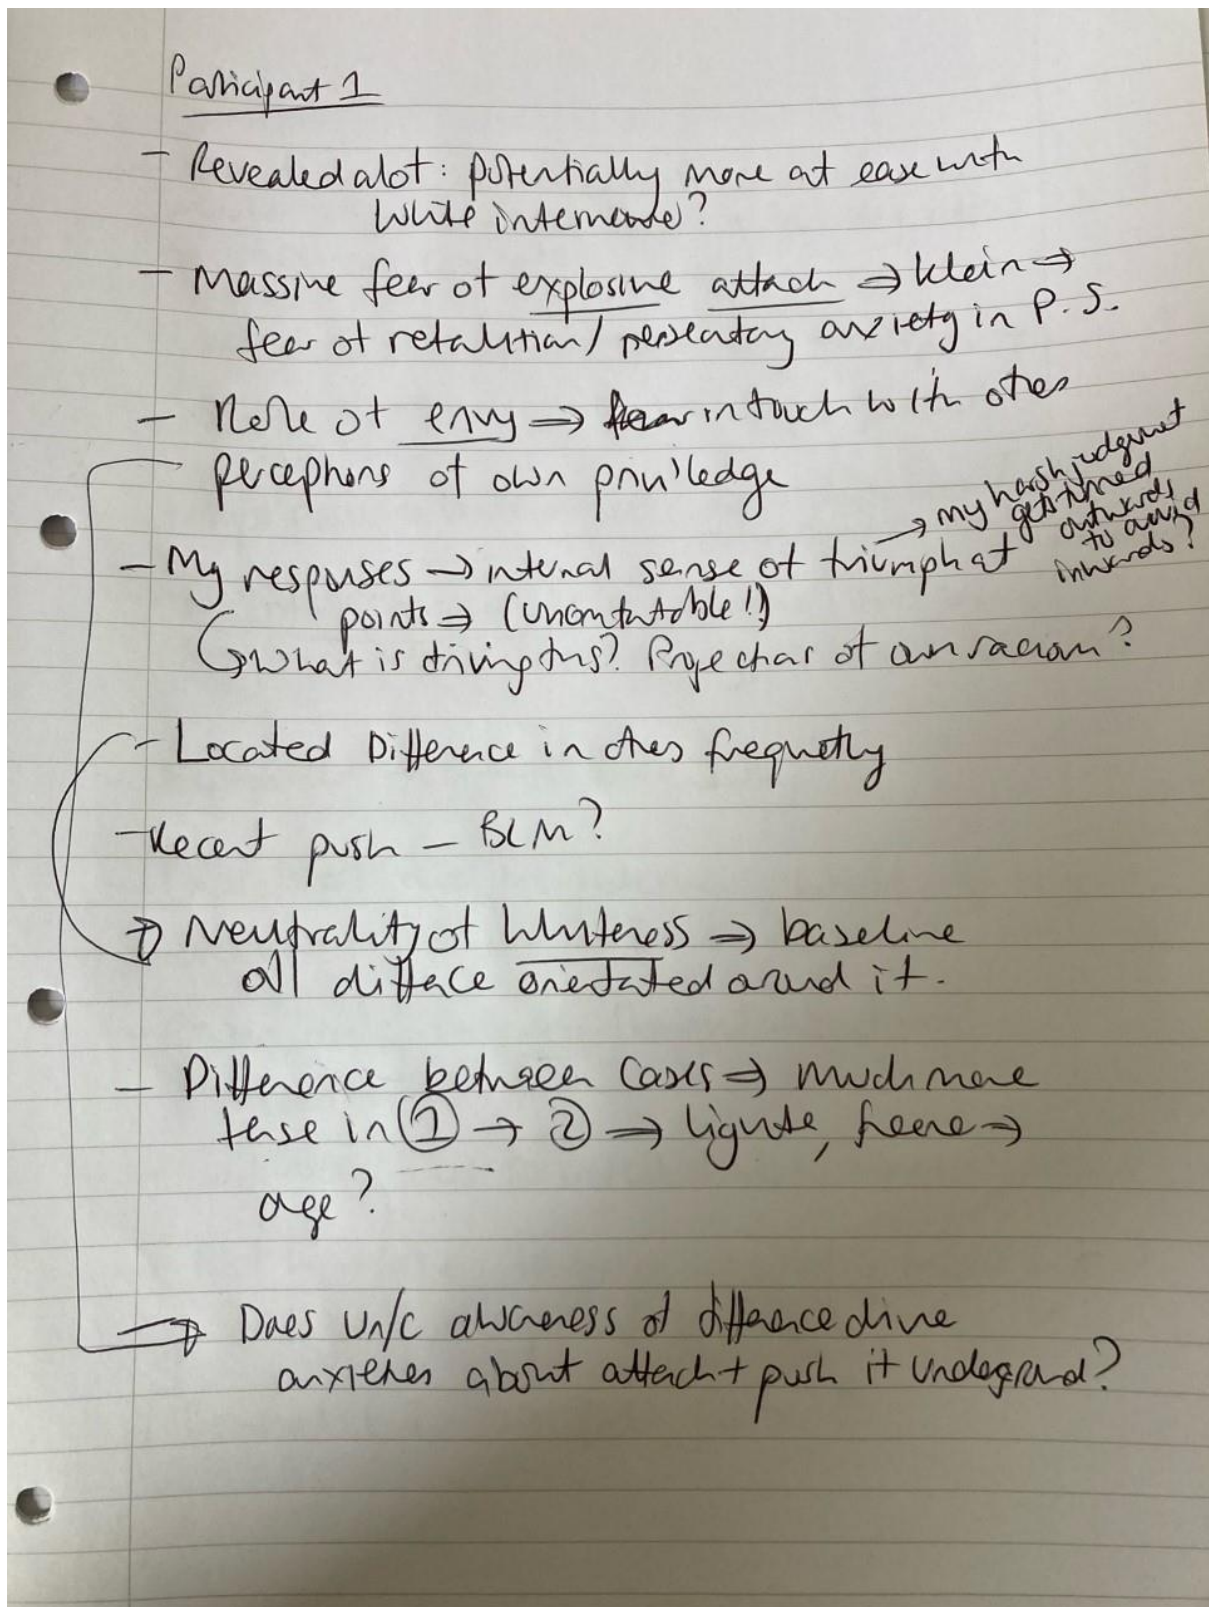 Participant 1
- Revealed alot: potentially more at ease with
White interviewer?
- Massive fear of explosive attack ⇒ Klein ⇒
fear of retalition / persecatory anxiety in P.S.
- Role of envy ⇒ in touch with others
perceptions of own priviledge
- My responses → internal sense of triumph at
→ my harsh judgment
gets turned
outwards
to avoid
inwards?
points ⇒ (uncomfortable!!)
↳ what is driving this? Projections of own racism?
- Located Difference in others frequently
- Recent push - BLM?
→ Neutrality of Whiteness ⇒ baseline
all difference orientated around it.
- Difference between Cases ⇒ much more
tense in ① → ② ⇒ lighter, ⇒
age?
⇒ Does un/c awareness of difference drive
anxieties about attack + push it underground?